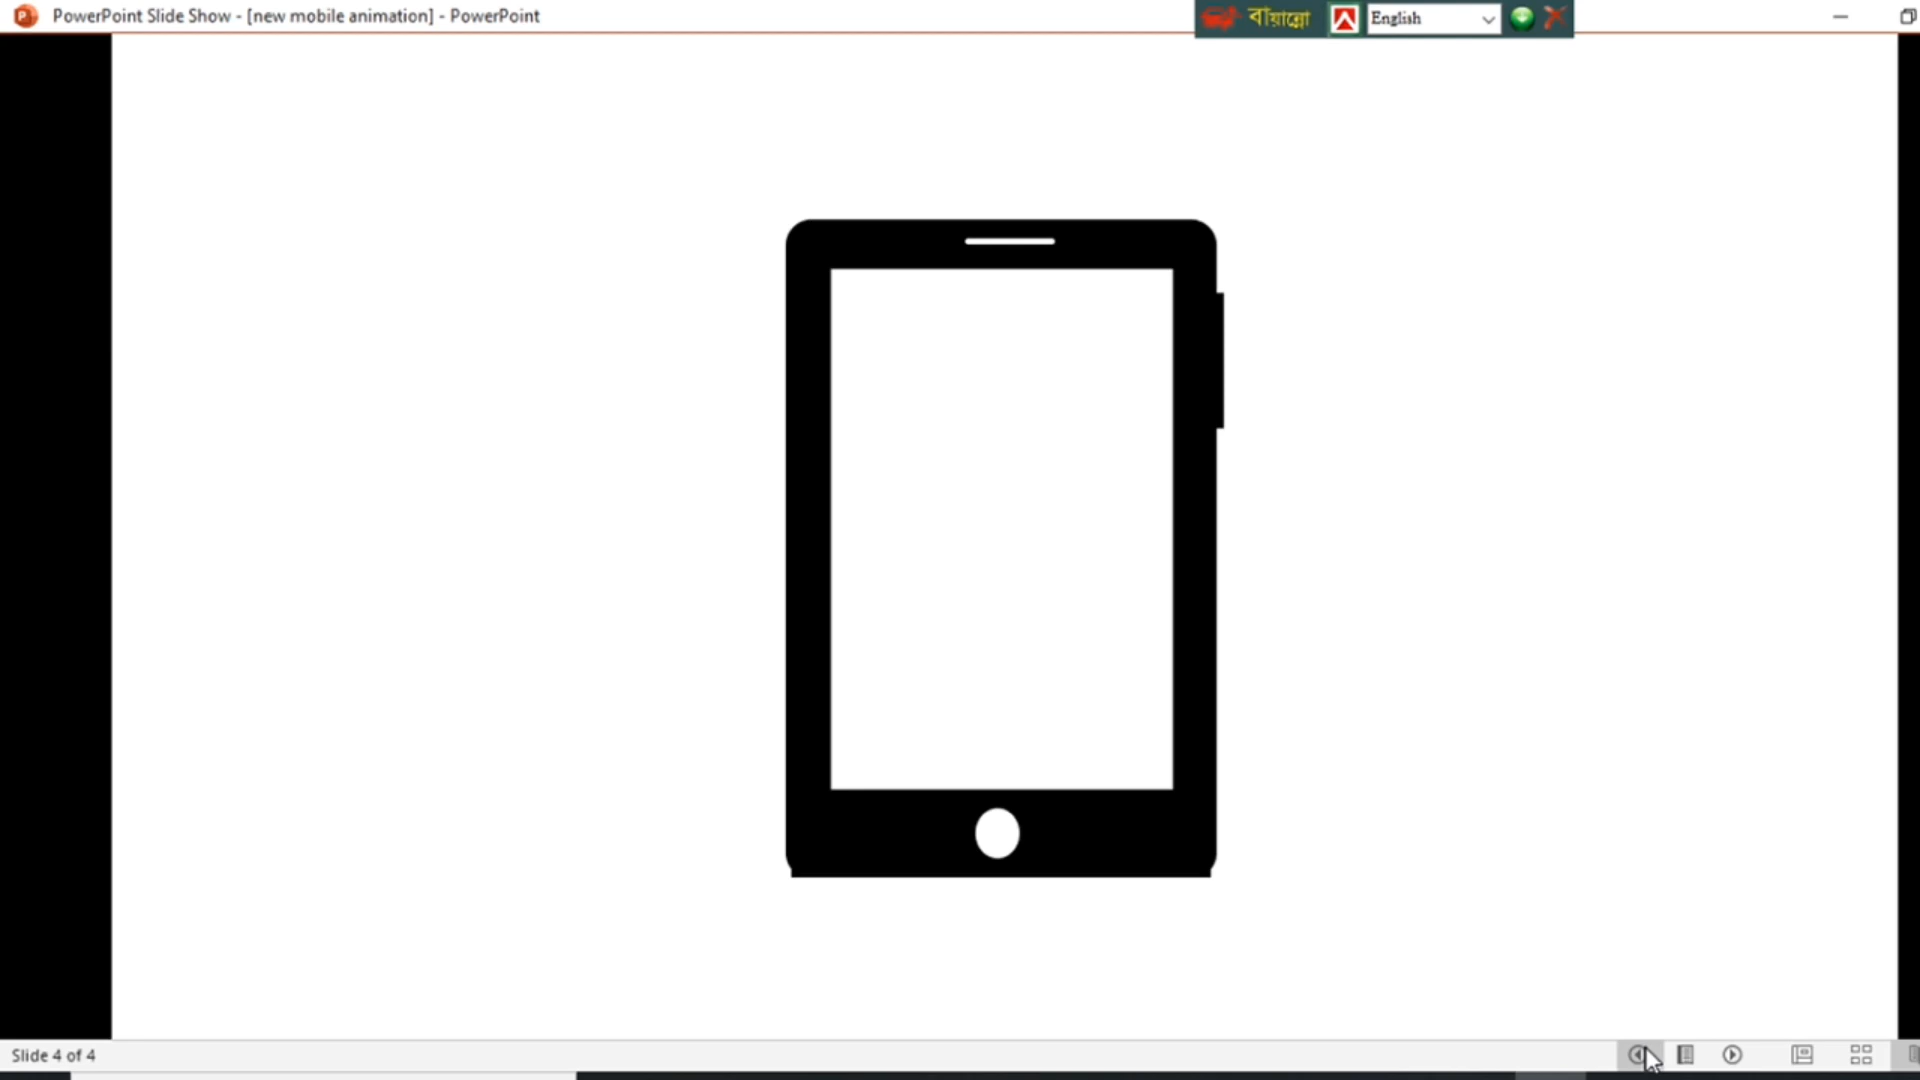 PowerPoint Slide Show - [new mobile animation] - PowerPoint
বায়ান্নো
English
Slide 4 of 4